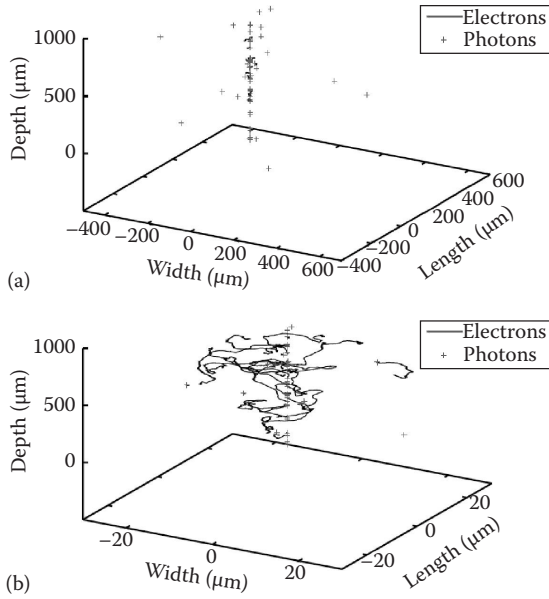 Electrons
Photons
1000
500
0
Depth (μm)
−400
−200
0
200
400
600
Width (μm)
−400
−200
0
200
400
600
Length (μm)
(a)
Electrons
Photons
1000
500
0
Depth (μm)
−20
0
20
Width (μm)
−20
0
20
Length (μm)
(b)